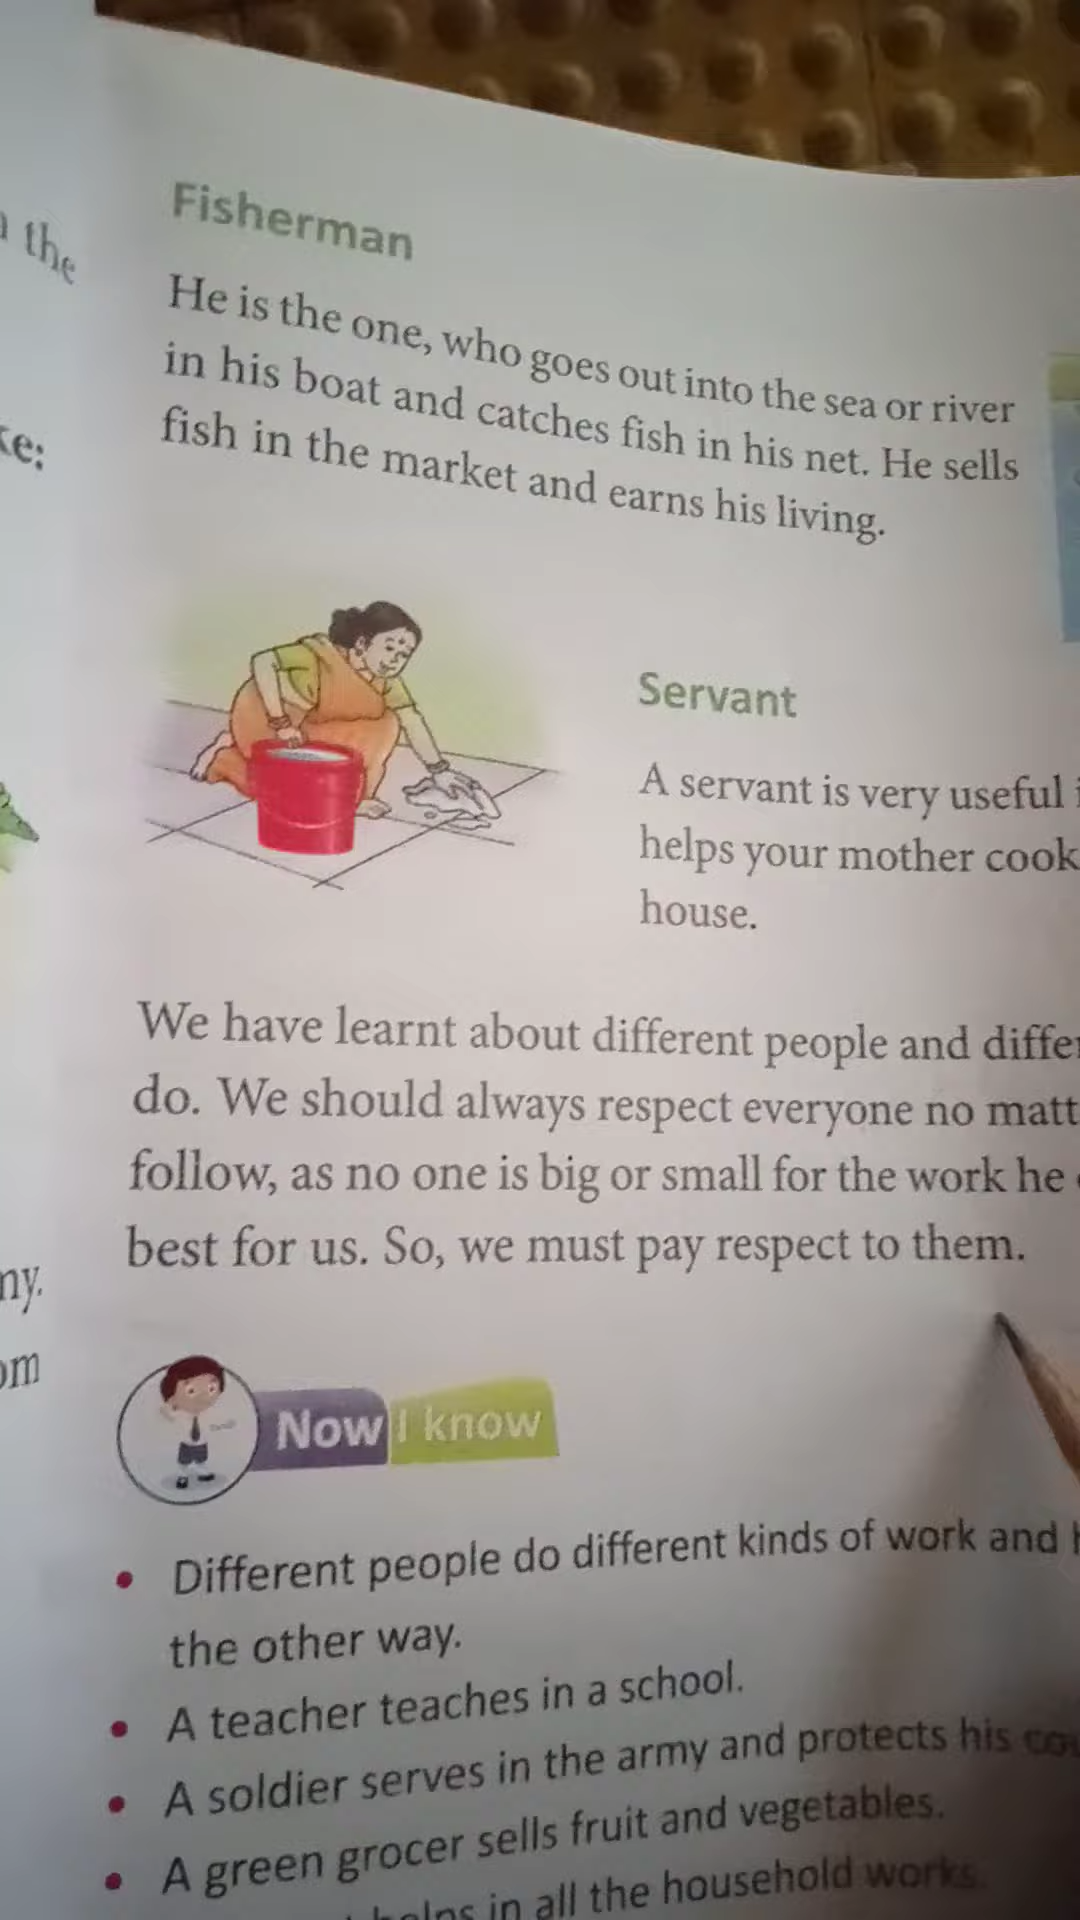 the
Fisherman
He is the one, who goes out into the sea or river
in his boat and catches fish in his net. He sells
fish in the market and earns his living.
Servant
A servant is very useful
helps your mother cook
house.
We have learnt about different people and
do. We should always respect everyone no
follow, as no one is big or small for the work he
best for us. So, we must pay respect to them.
Now I know
• Different people do different kinds of work and
the other way.
• A teacher teaches in a school.
• A soldier serves in the army and protects his
• A green grocer sells fruit and vegetables.
helps in all the household works.